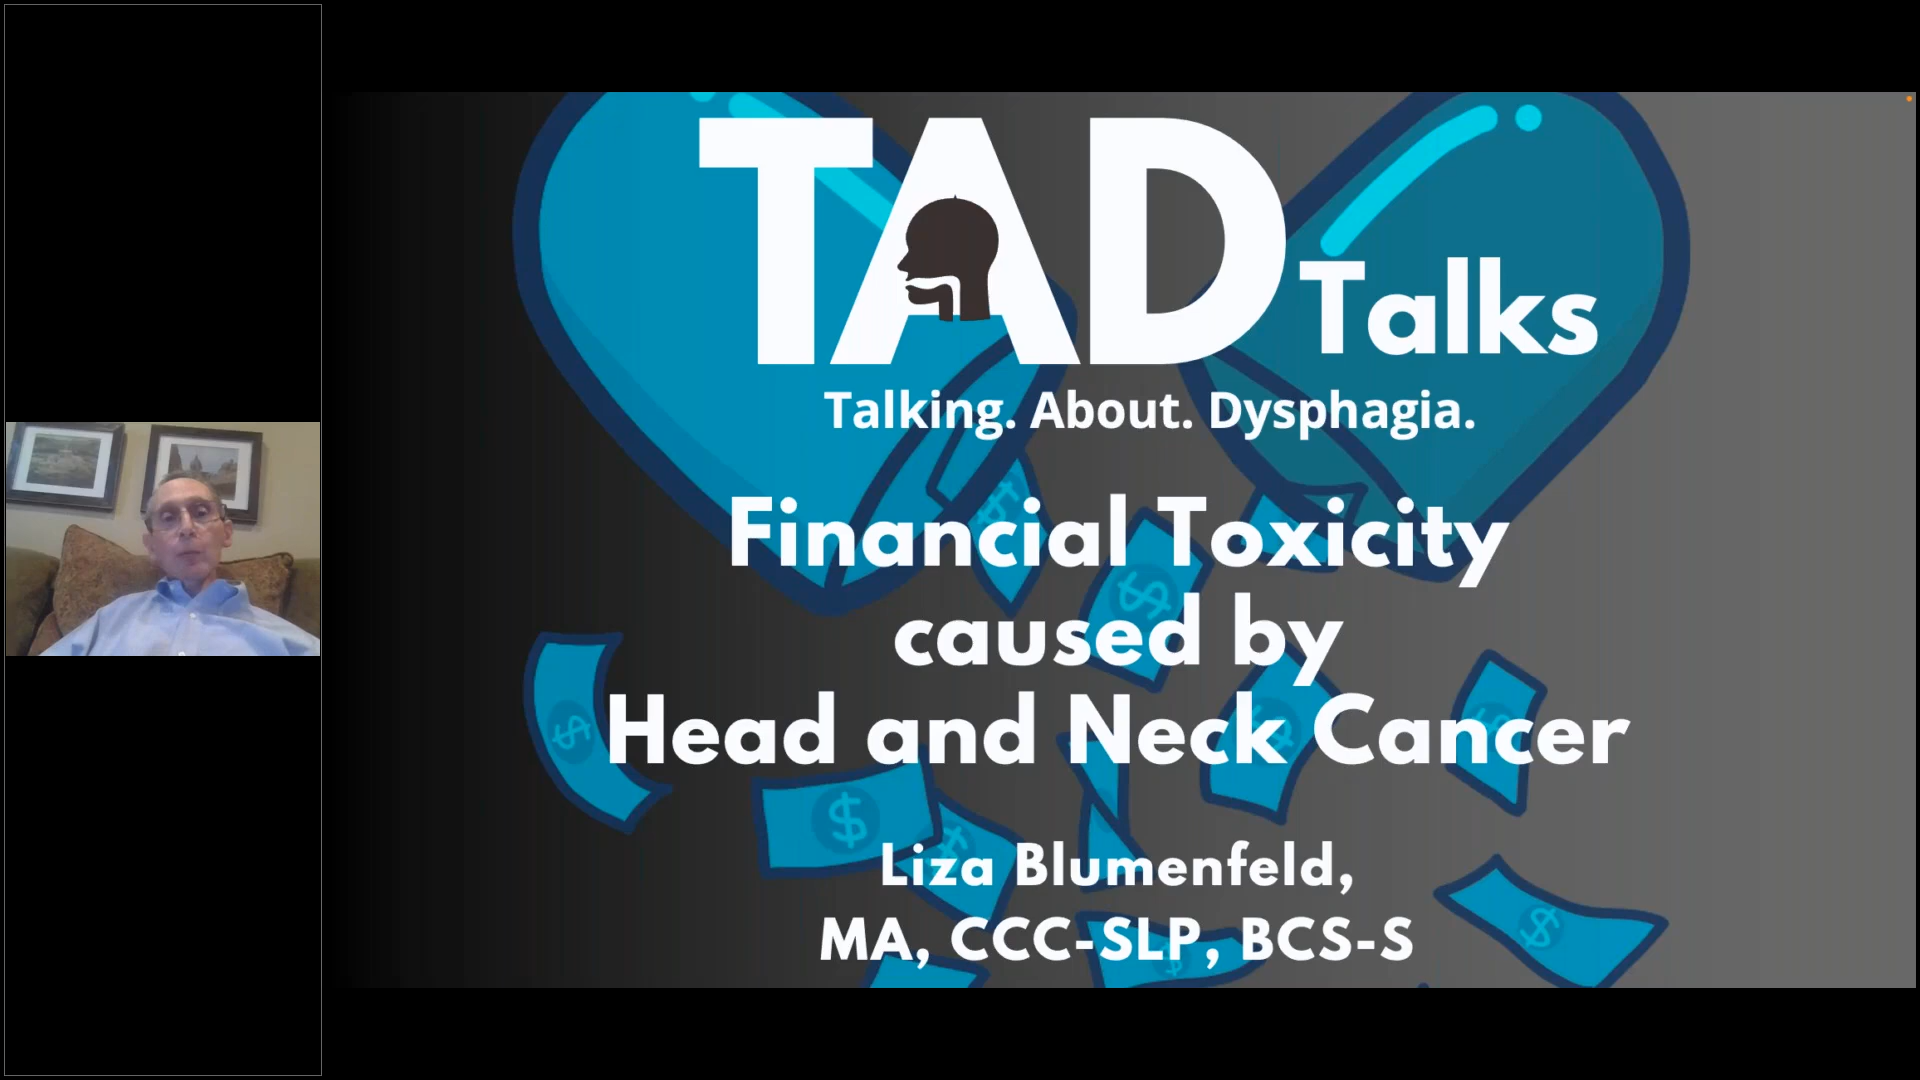 TAD Talks
Talking. About. Dysphagia.
Financial Toxicity
caused by
Head and Neck Cancer
Liza Blumenfeld,
MA, CCC-SLP, BCS-S